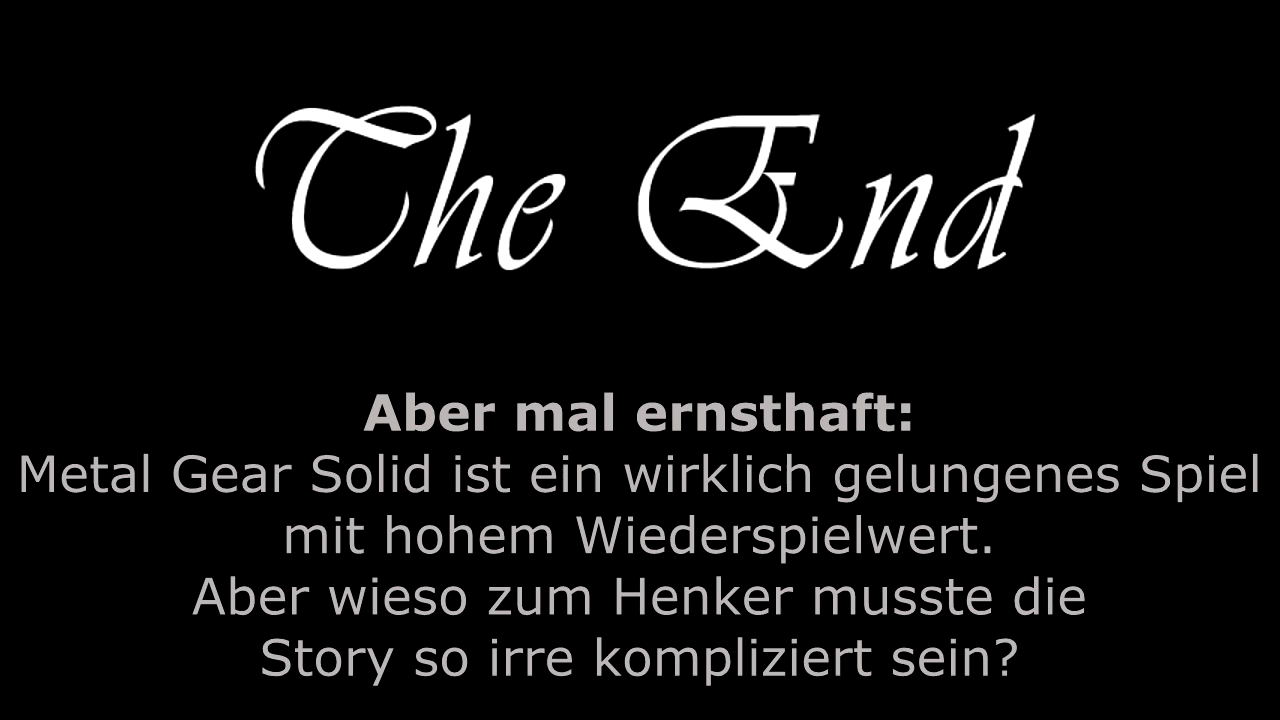 The End
Aber mal ernsthaft:
Metal Gear Solid ist ein wirklich gelungenes Spiel
mit hohem Wiederspielwert.
Aber wieso zum Henker musste die
Story so irre kompliziert sein?